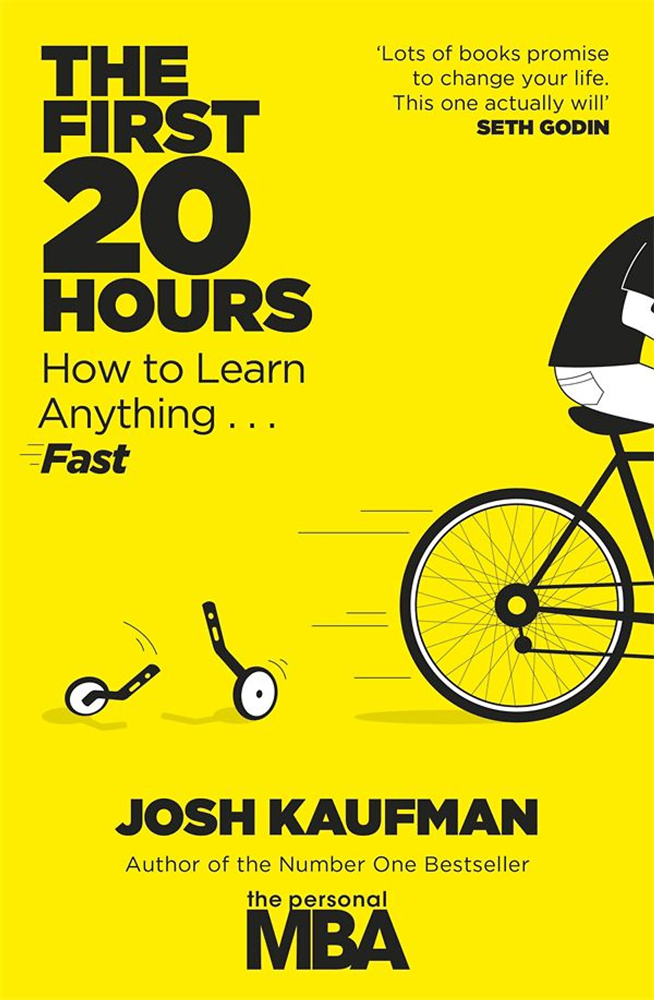 THE
FIRST
20
HOURS
How to Learn
Anything . . .
Fast
‘Lots of books promise
to change your life.
This one actually will’
SETH GODIN
JOSH KAUFMAN
Author of the Number One Bestseller
the personal
MBA